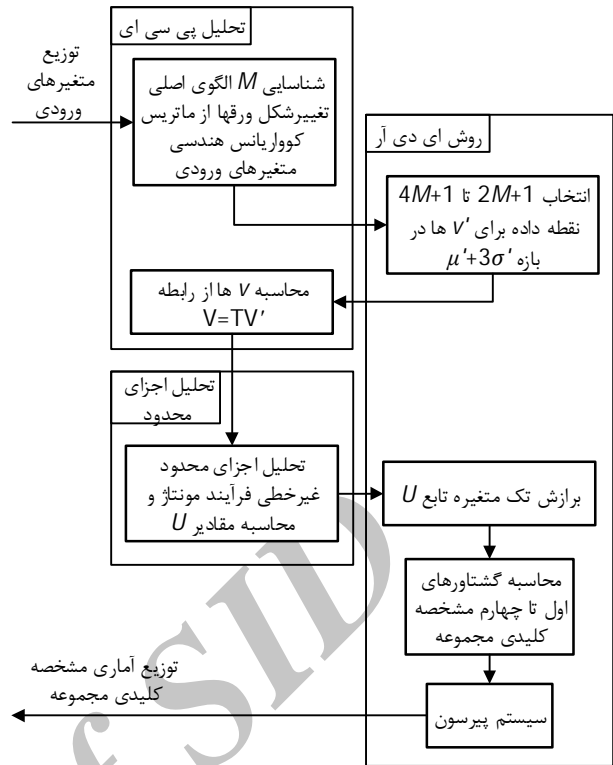 تحلیل پی سی ای
توزیع
متغیرهای
ورودی
شناسایی M الگوی اصلی
تغییرشکل ورقها از ماتریس
کوواریانس هندسی
متغیرهای ورودی
روش ای دی آر
انتخاب 2M+1 تا 4M+1
نقطه داده برای v' ها در
بازه μ'+3σ'
محاسبه v ها از رابطه
V=TV'
تحلیل اجزای
محدود
تحلیل اجزای محدود
غیرخطی فرآیند مونتاژ و
محاسبه مقادیر U
برازش تک متغیره تابع U
محاسبه گشتاورهای
اول تا چهارم مشخصه
کلیدی مجموعه
توزیع آماری مشخصه
کلیدی مجموعه
سیستم پیرسون
of SID